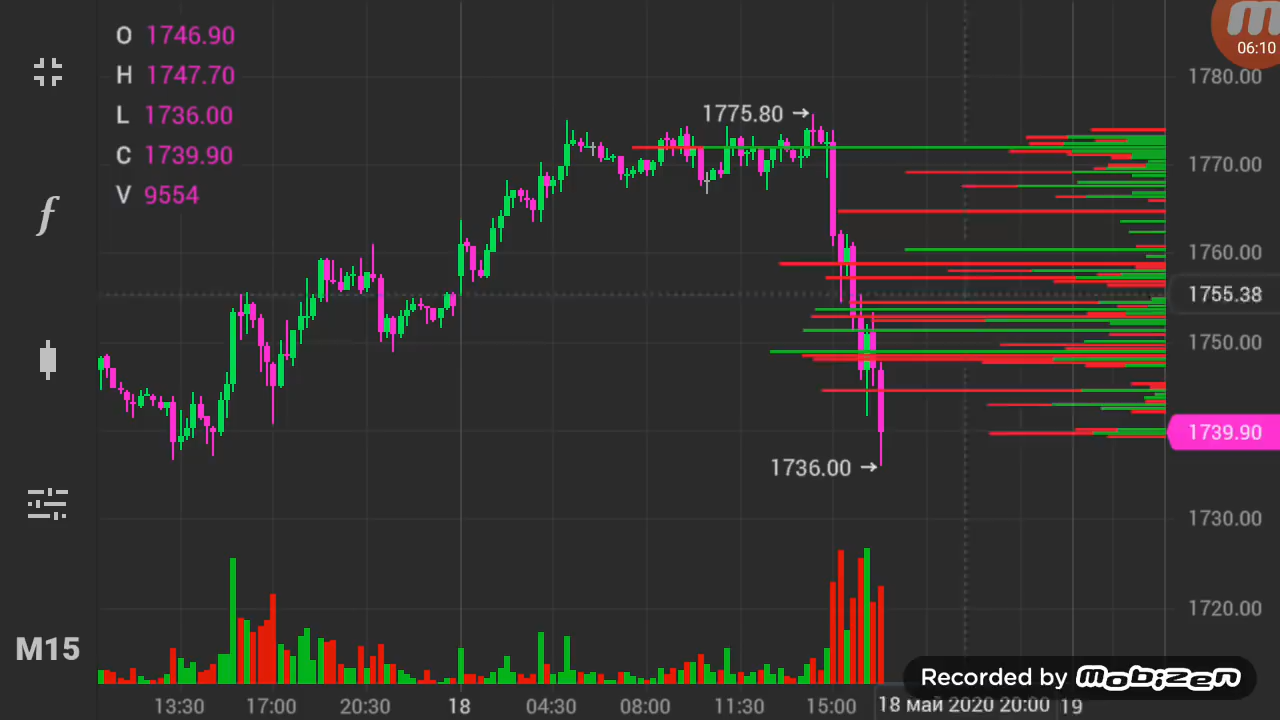 O 1746.90
H 1747.70
L 1736.00
C 1739.90
V 9554
06:10
1780.00
1775.80 →
1770.00
1760.00
1755.38
1750.00
1739.90
1736.00 →
1730.00
1720.00
f
M15
Recorded by mobizen
13:30 17:00 20:30 18 04:30 08:00 11:30 15:00 18 май 2020 20:00 19